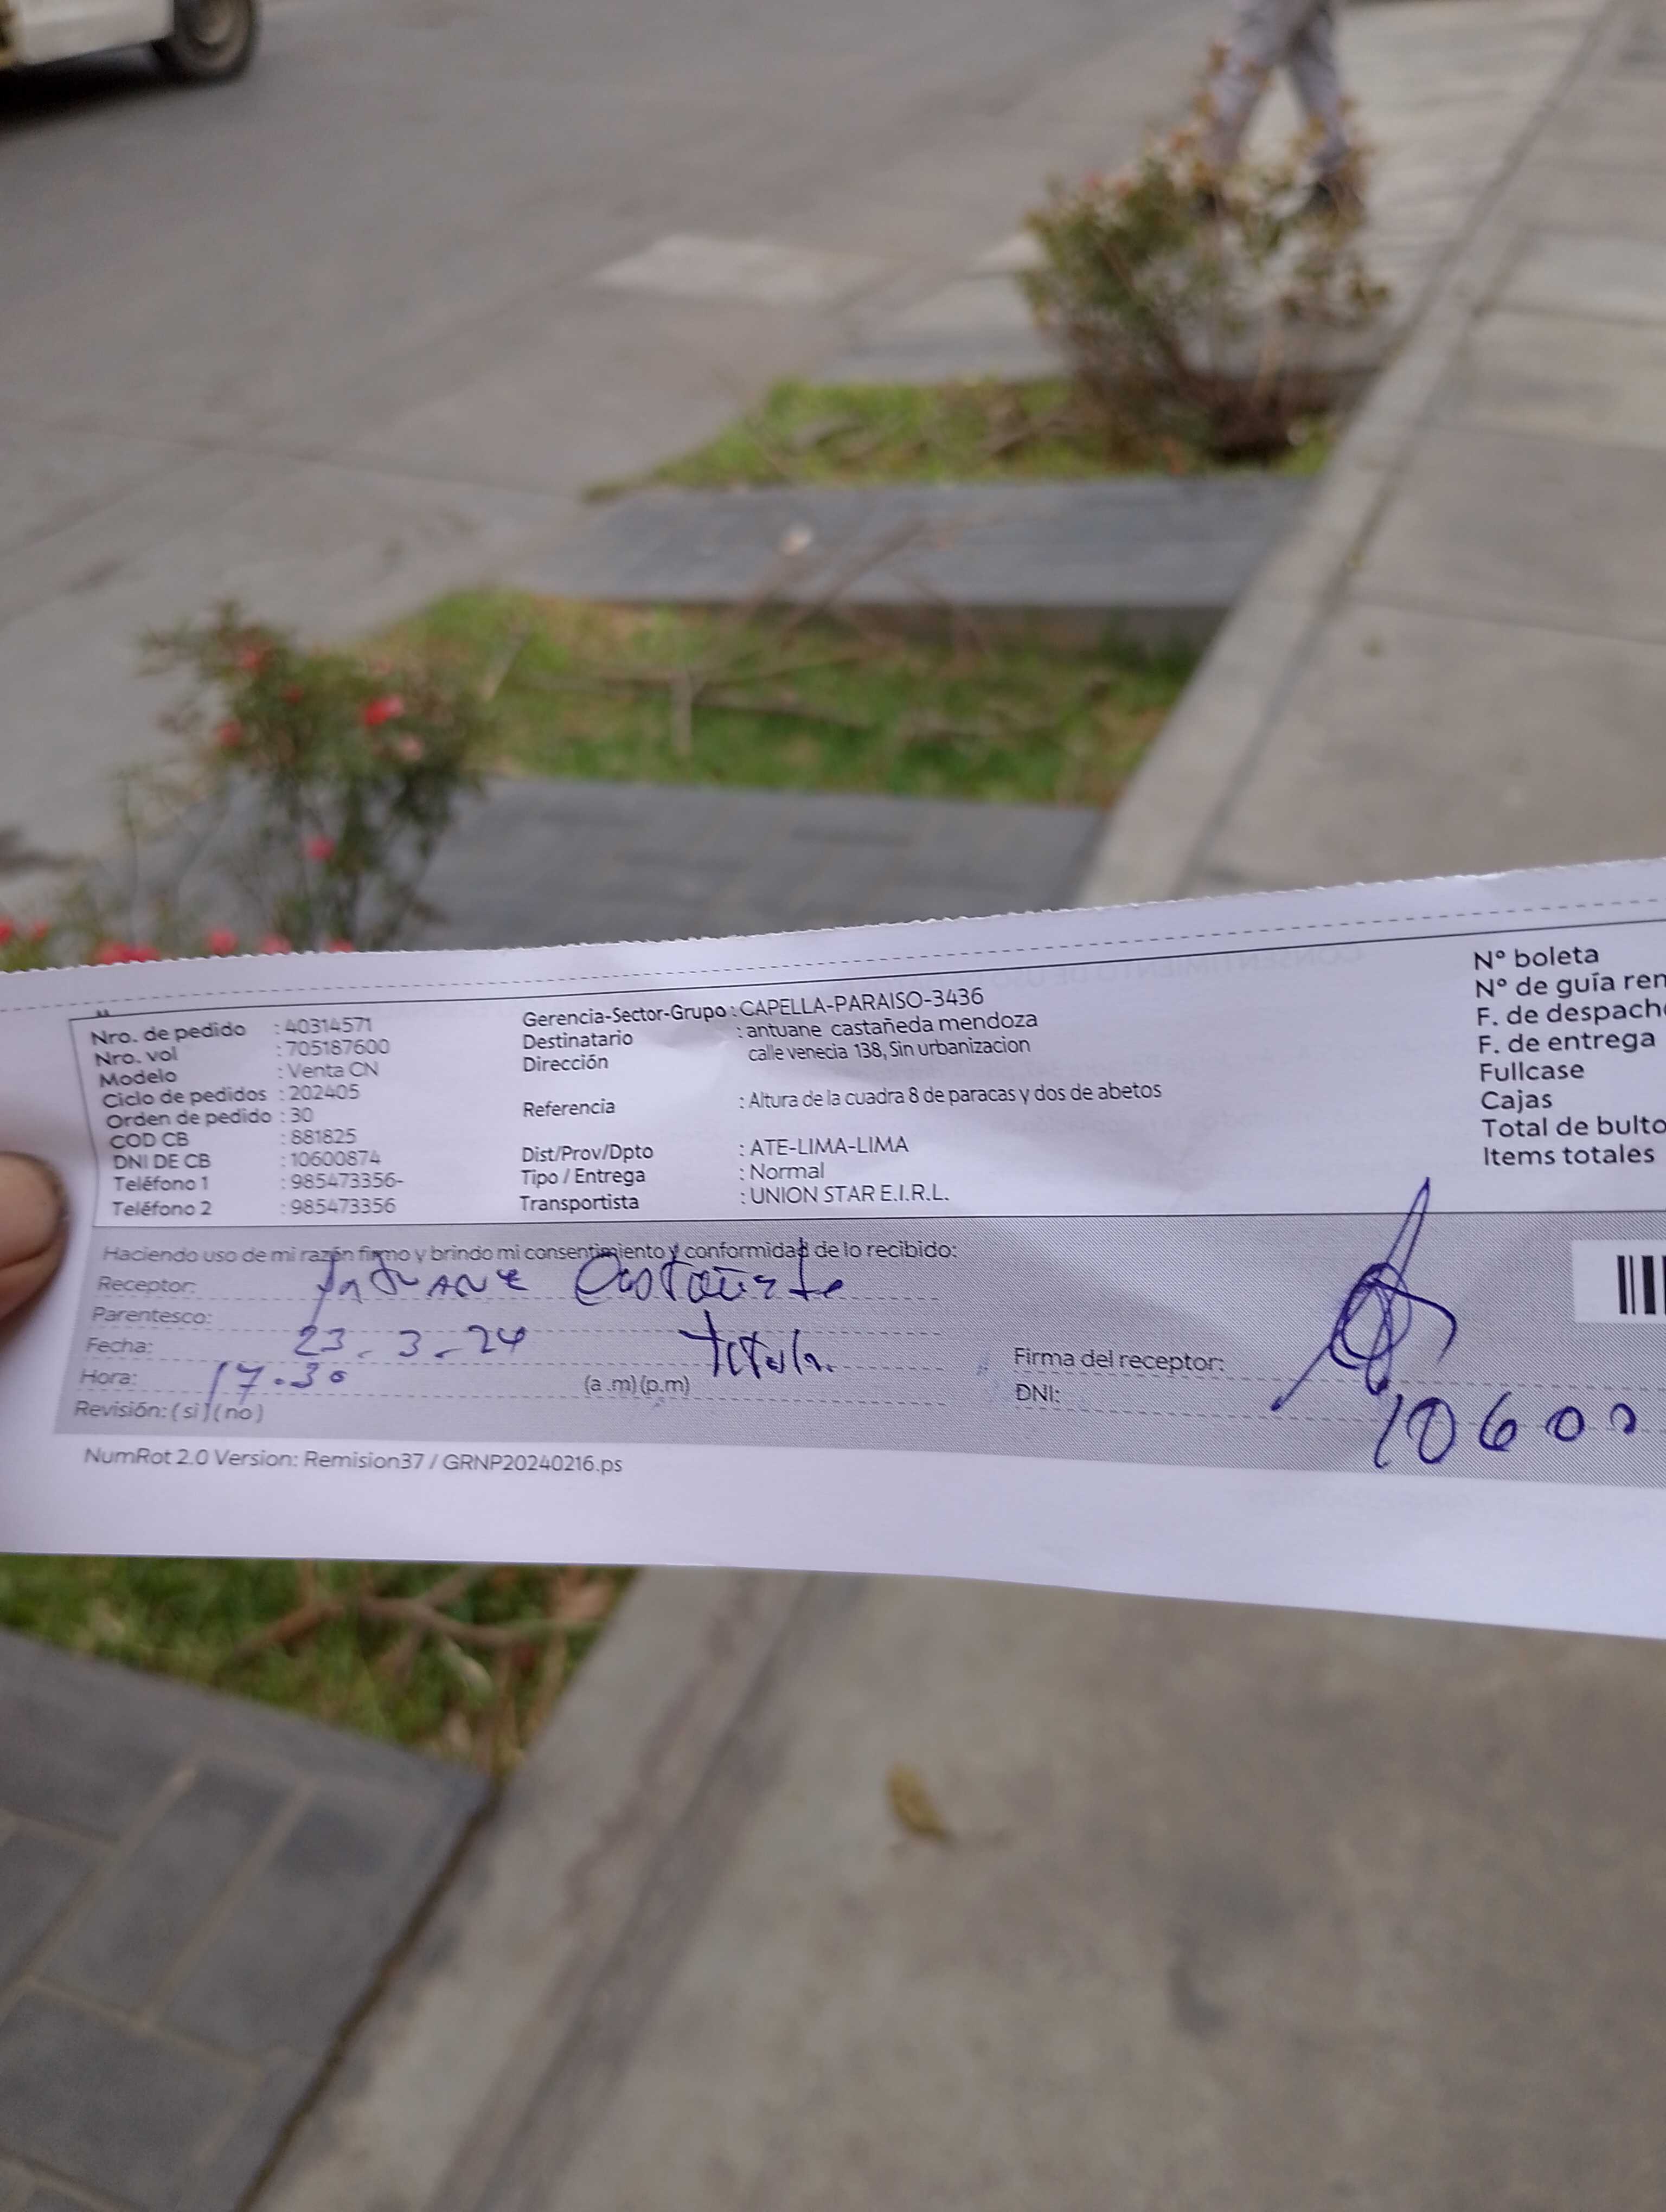 Nro. de pedido : 40314571
Nro. vol : 705187600
Modelo : Venta CN
Ciclo de pedidos : 202405
Orden de pedido : 30
COD CB : 881825
DNI DE CB : 10600874
Teléfono 1 : 985473356-
Teléfono 2 : 985473356
Gerencia-Sector-Grupo : CAPELLA-PARAISO-3436
Destinatario : antuane castañeda mendoza
Dirección calle venecia 138, Sin urbanizacion
Referencia : Altura de la cuadra 8 de paracas y dos de abetos
Dist/Prov/Dpto : ATE-LIMA-LIMA
Tipo / Entrega : Normal
Transportista : UNION STAR E.I.R.L.
N° boleta
N° de guía ren
F. de despacho
F. de entrega
Fullcase
Cajas
Total de bulto
Items totales
Haciendo uso de mi razón firmo y brindo mi consentimiento y conformidad de lo recibido:
Receptor:
Parentesco: titular
Fecha: 23-3-24
Hora: 17.30 (a.m) (p.m)
Revisión: (si) (no)
Firma del receptor:
DNI: 10600
NumRot 2.0 Version: Remision37 / GRNP20240216.ps